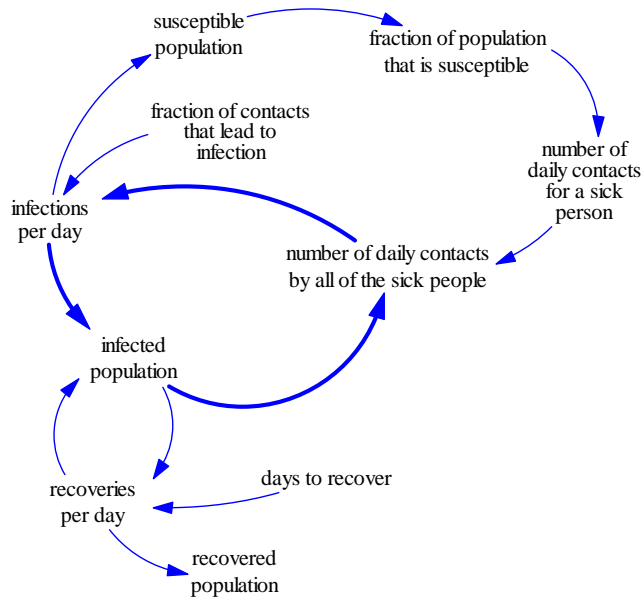 susceptible
population
fraction of population
that is susceptible
fraction of contacts
that lead to
infection
number of
daily contacts
for a sick
person
infections
per day
number of daily contacts
by all of the sick people
infected
population
days to recover
recoveries
per day
recovered
population